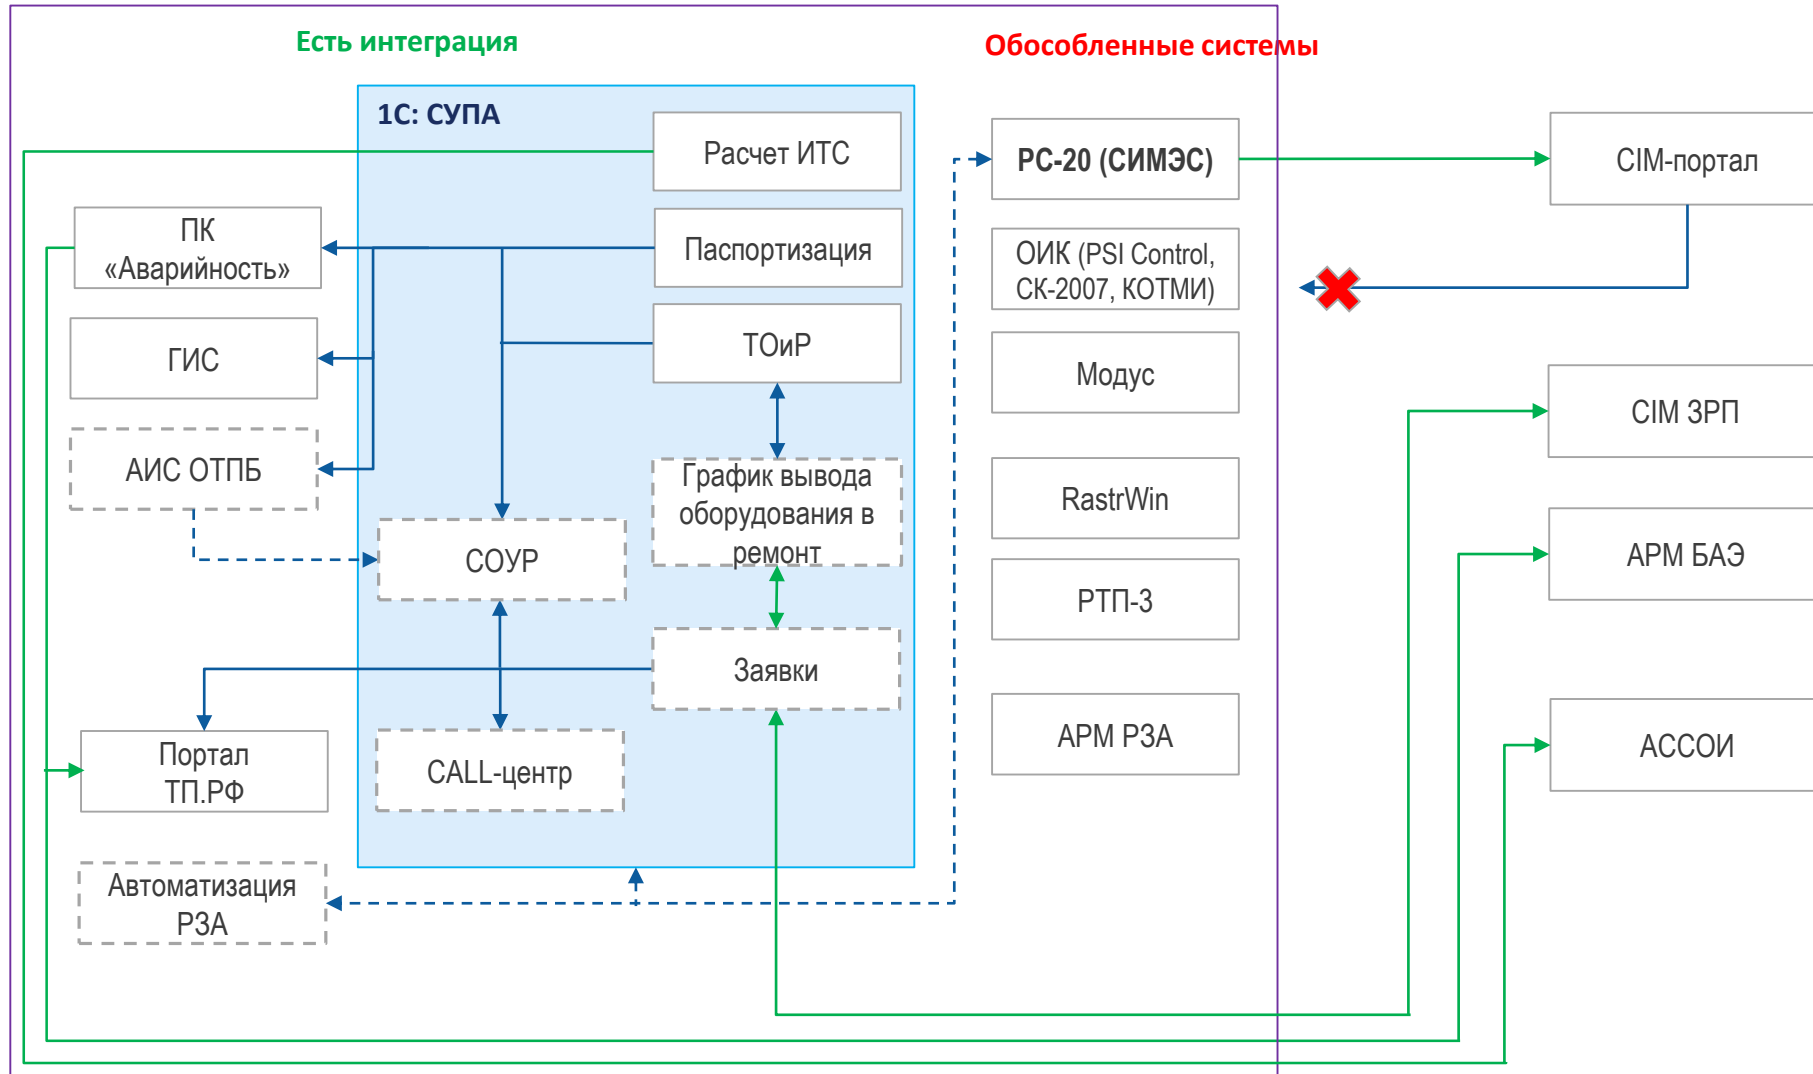 Есть интеграция
Обособленные системы
1С: СУПА
Расчет ИТС
РС-20 (СИМЭС)
CIM-портал
ПК
«Аварийность»
Паспортизация
ОИК (PSI Control,
СК-2007, КОТМИ)
ГИС
ТОиР
Модус
CIM ЗРП
АИС ОТПБ
График вывода
оборудования в
ремонт
RastrWin
СОУР
АРМ БАЭ
РТП-3
Заявки
Портал
ТП.РФ
CALL-центр
АРМ РЗА
АССОИ
Автоматизация
РЗА